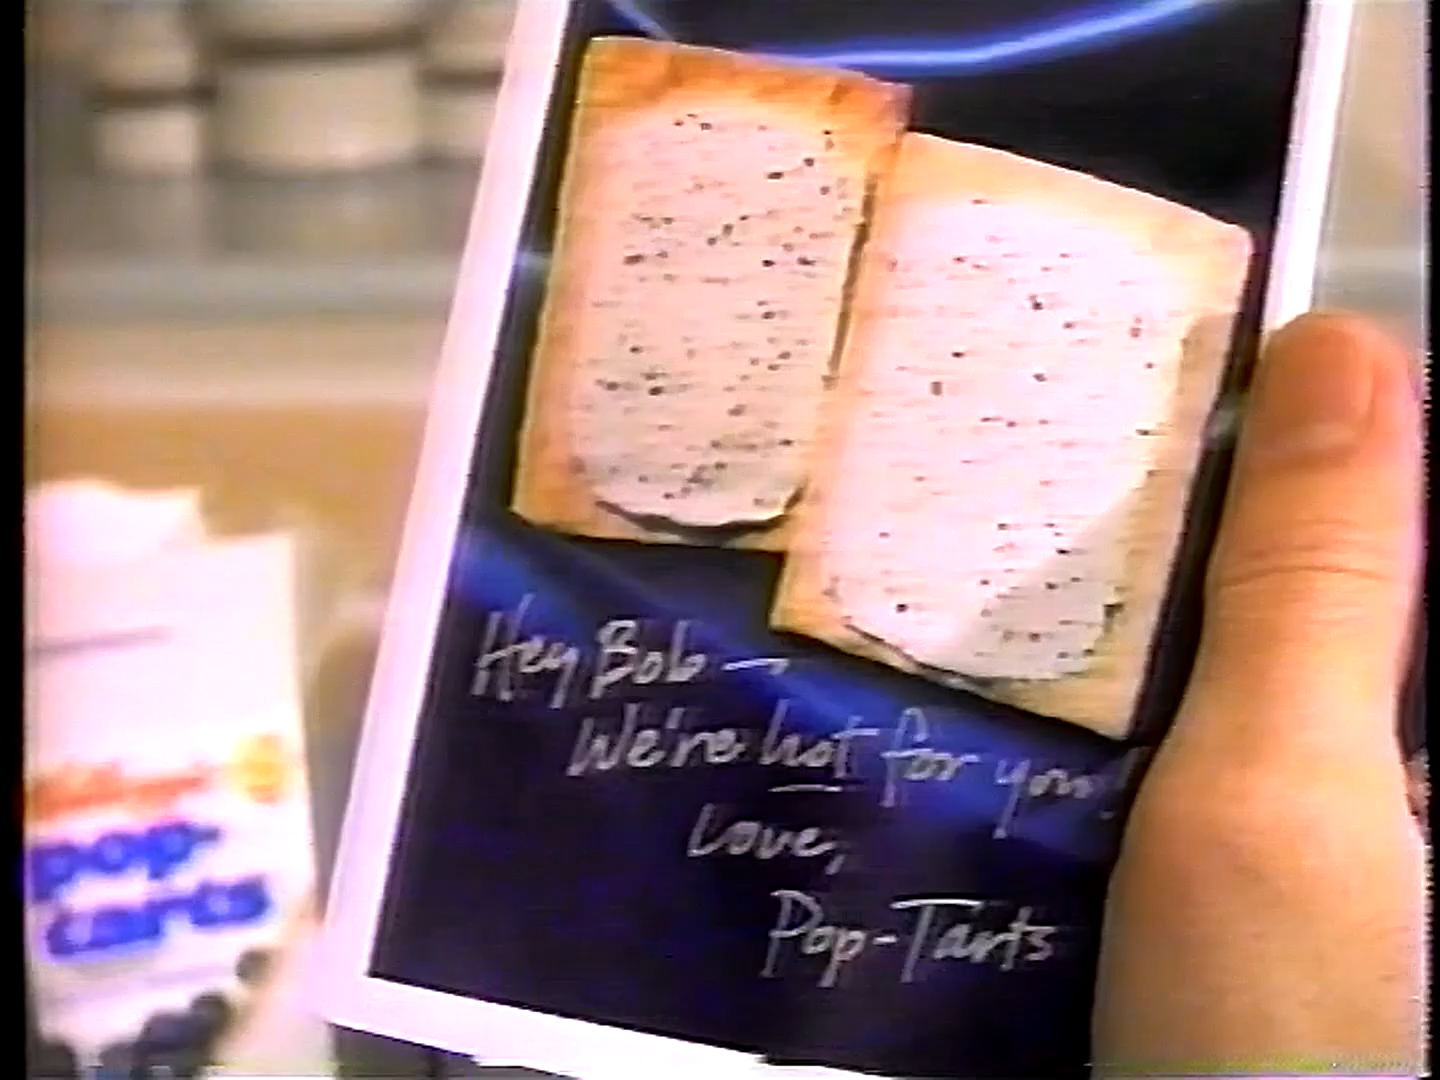 Hey Bob —
We're hot for you!
Love,
Pop-Tarts
pop-
tarts